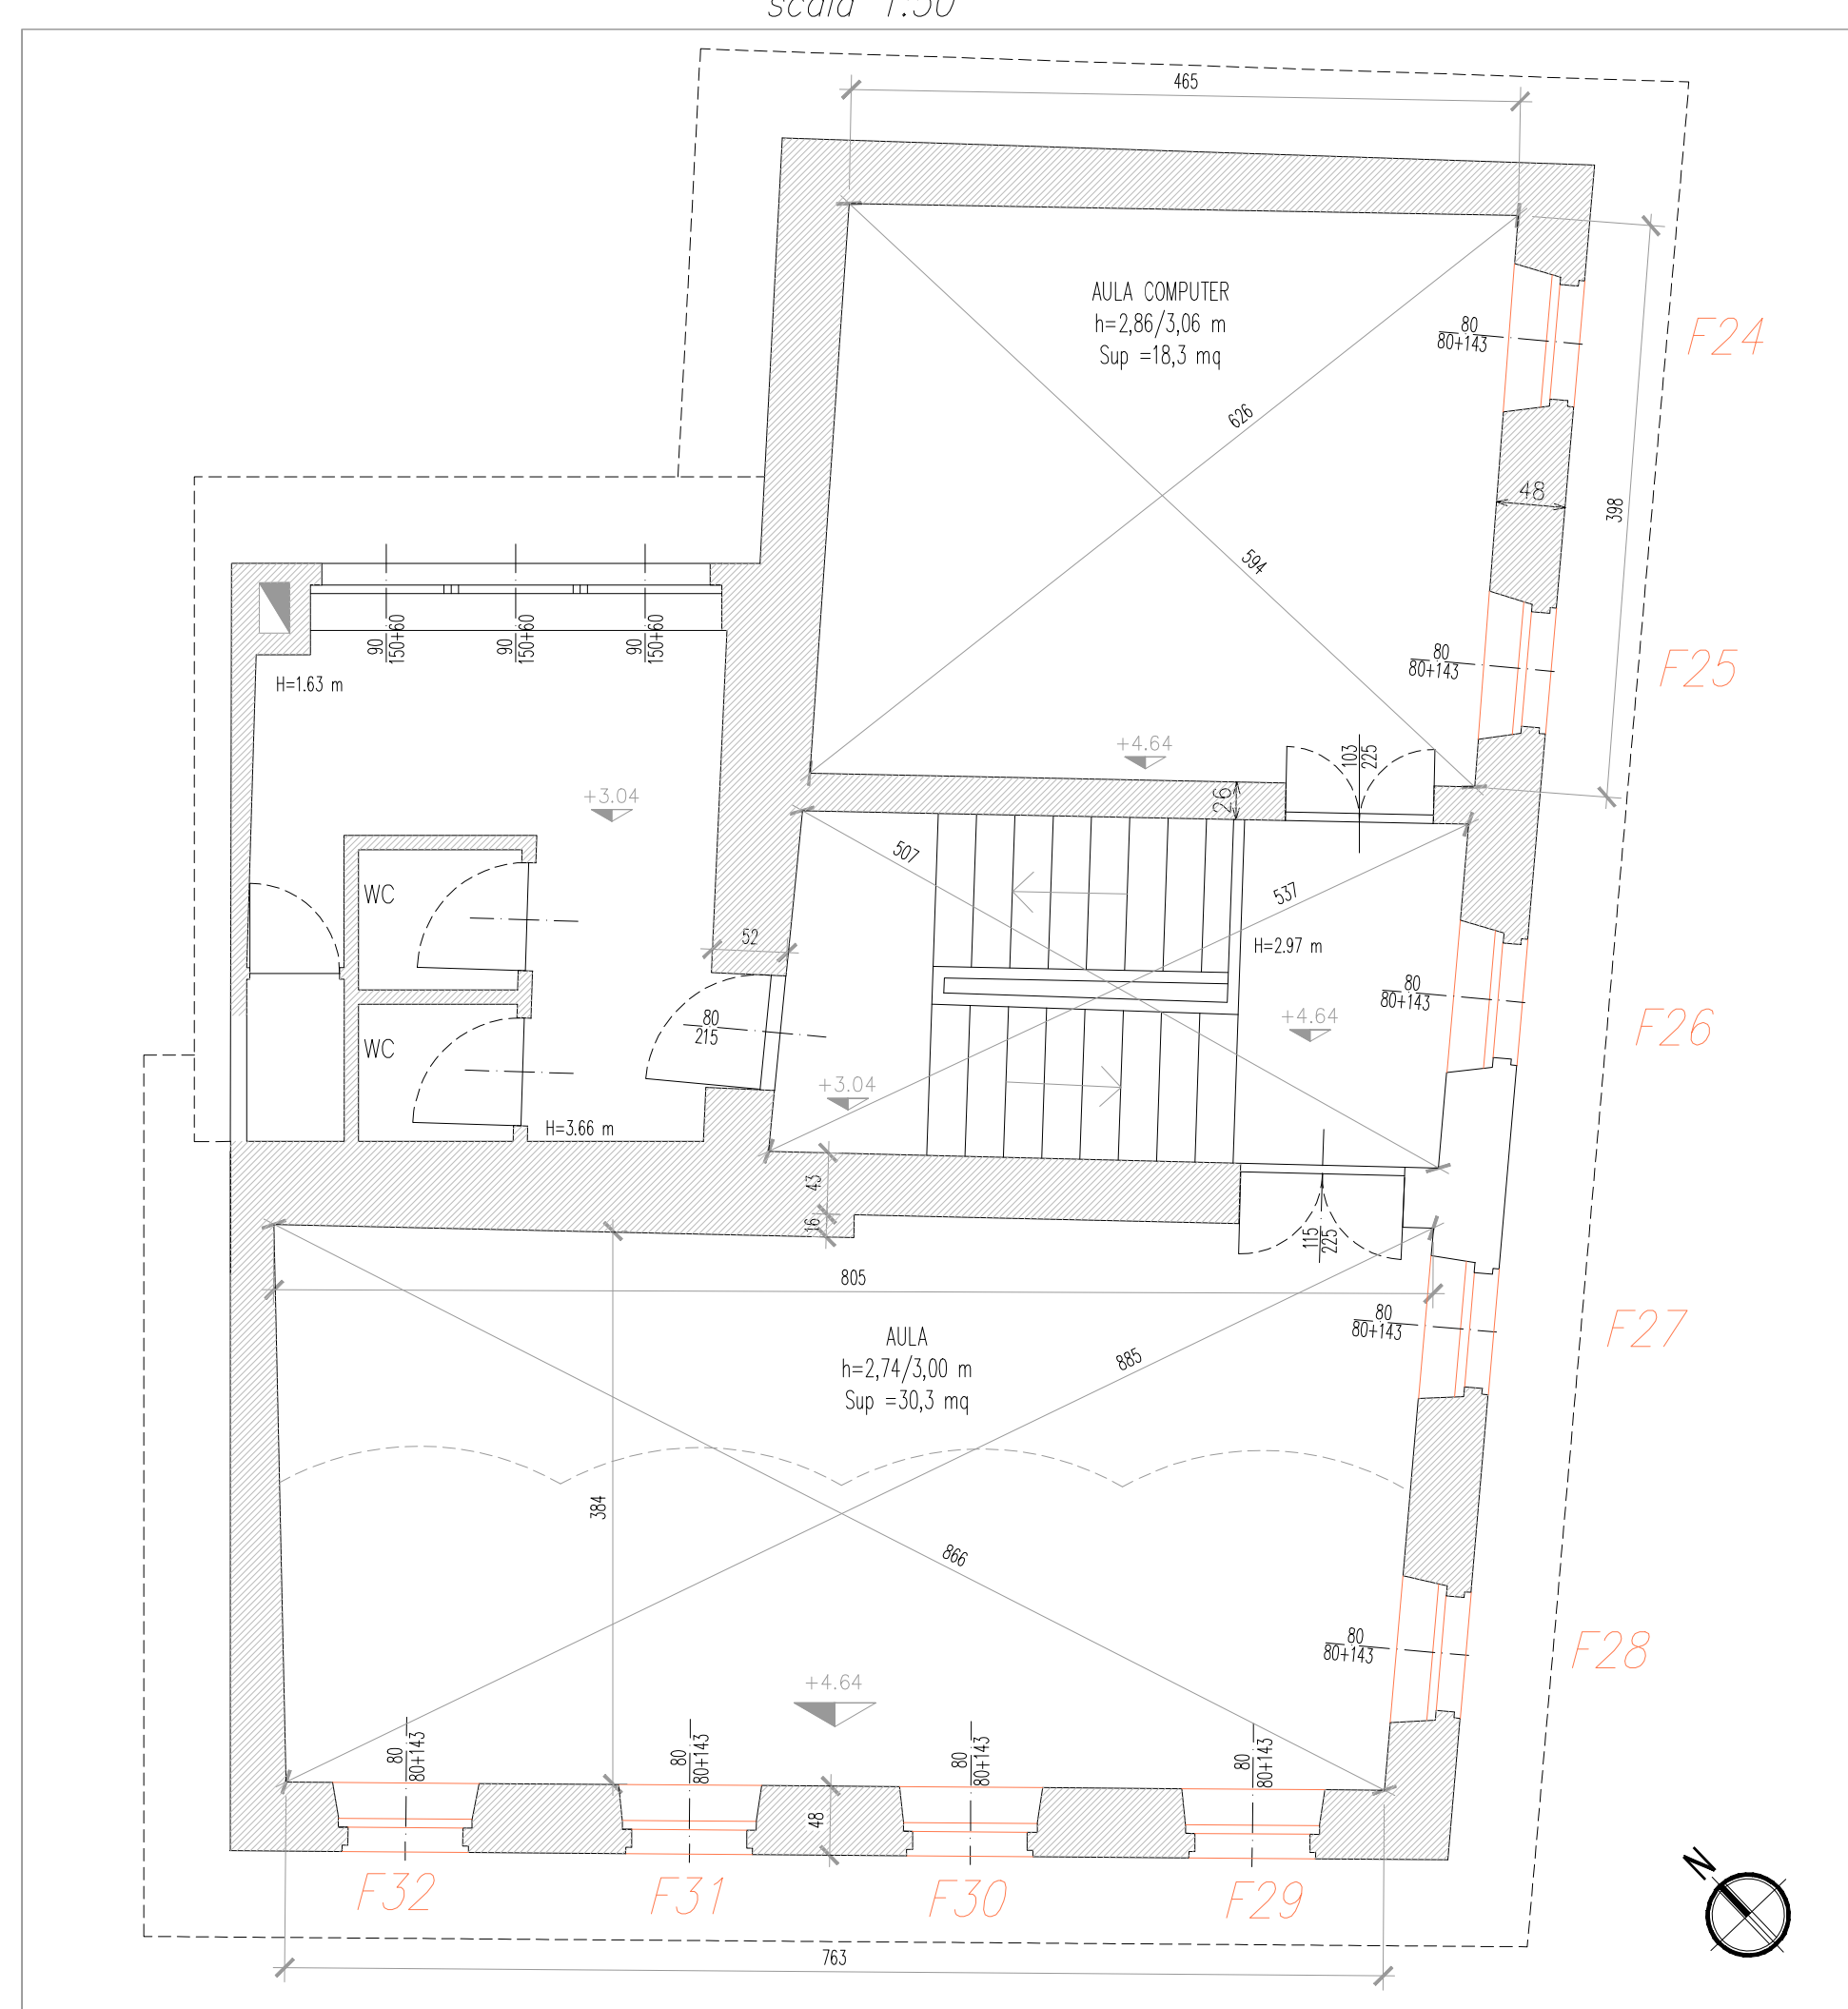 scala 1:50
465
AULA COMPUTER
h=2,86/3,06 m
Sup =18,3 mq
80
80+143
F24
626
594
48
398
90
150+60
90
150+60
90
150+60
H=1.63 m
80
80+143
F25
+4.64
103
225
26
+3.04
WC
507
537
52
H=2.97 m
80
80+143
F26
80
215
+4.64
WC
+3.04
H=3.66 m
43
16
115
225
805
80
80+143
F27
AULA
h=2,74/3,00 m
Sup =30,3 mq
885
384
866
80
80+143
F28
+4.64
80
80+143
80
80+143
80
80+143
80
80+143
48
F32
F31
F30
F29
N
763